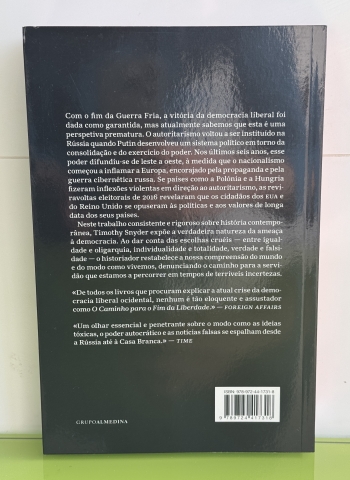 Com o fim da Guerra Fria, a vitória da democracia liberal foi
dada como garantida, mas atualmente sabemos que esta é uma
perspetiva prematura. O autoritarismo voltou a ser instituído na
Rússia quando Putin desenvolveu um sistema político em torno da
consolidação e do exercício do poder. Nos últimos seis anos, esse
poder difundiu-se de leste a oeste, à medida que o nacionalismo
começou a inflamar a Europa, encorajado pela propaganda e pela
guerra cibernética russa. Se países como a Polónia e a Hungria
fizeram inflexões violentas em direção ao autoritarismo, as revi-
ravoltas eleitorais de 2016 revelaram que os cidadãos dos EUA e
do Reino Unido se opuseram às políticas e aos valores de longa
data dos seus países.
Neste trabalho consistente e rigoroso sobre história contempo-
rânea, Timothy Snyder expõe a verdadeira natureza da ameaça
à democracia. Ao dar conta das escolhas cruéis — entre igual-
dade e oligarquia, individualidade e totalidade, verdade e falsi-
dade — o historiador restabelece a nossa compreensão do mundo
e do modo como vivemos, denunciando o caminho para a servi-
dão que estamos a percorrer em tempos de terríveis incertezas.
«De todos os livros que procuram explicar a atual crise da demo-
cracia liberal ocidental, nenhum é tão eloquente e assustador
como O Caminho para o Fim da Liberdade.» — FOREIGN AFFAIRS
«Um olhar essencial e penetrante sobre o modo como as ideias
tóxicas, o poder autocrático e as notícias falsas se espalham desde
a Rússia até à Casa Branca.» — TIME
ISBN: 978-972-44-1731-8
9 789724 417318
GRUPOALMEDINA